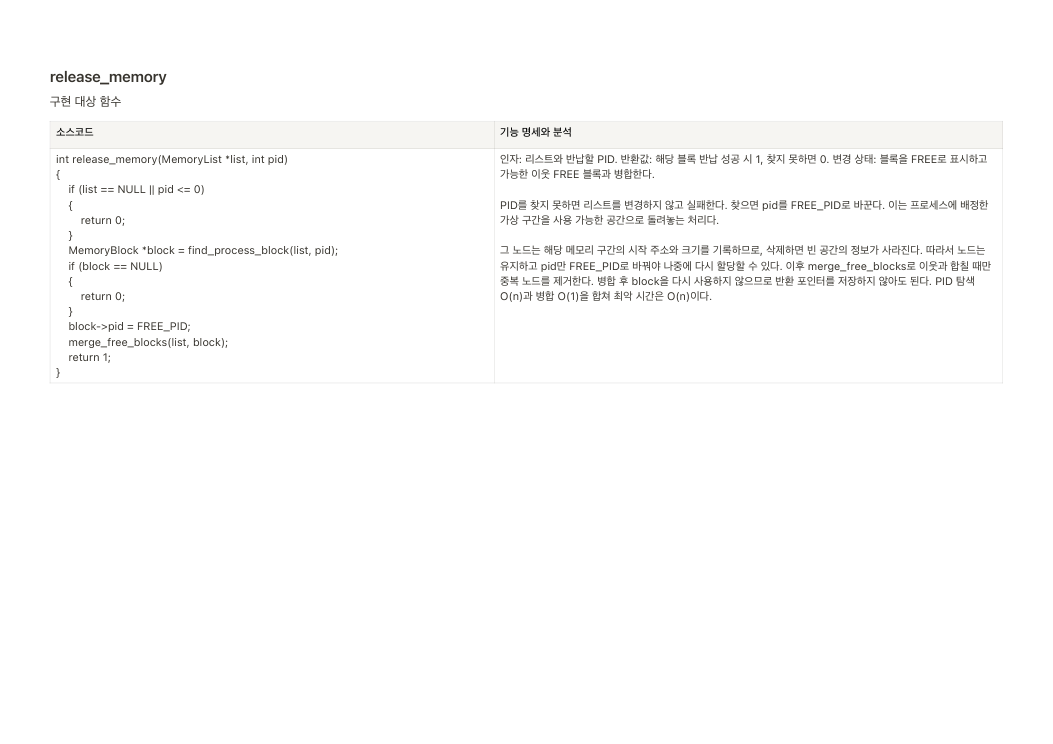 release_memory
구현 대상 함수
소스코드
기능 명세와 분석
int release_memory(MemoryList *list, int pid)
{
    if (list == NULL || pid <= 0)
    {
        return 0;
    }
    MemoryBlock *block = find_process_block(list, pid);
    if (block == NULL)
    {
        return 0;
    }
    block->pid = FREE_PID;
    merge_free_blocks(list, block);
    return 1;
}
인자: 리스트와 반납할 PID. 반환값: 해당 블록 반납 성공 시 1, 찾지 못하면 0. 변경 상태: 블록을 FREE로 표시하고
가능한 이웃 FREE 블록과 병합한다.
PID를 찾지 못하면 리스트를 변경하지 않고 실패한다. 찾으면 pid를 FREE_PID로 바꾼다. 이는 프로세스에 배정한
가상 구간을 사용 가능한 공간으로 돌려놓는 처리다.
그 노드는 해당 메모리 구간의 시작 주소와 크기를 기록하므로, 삭제하면 빈 공간의 정보가 사라진다. 따라서 노드는
유지하고 pid만 FREE_PID로 바꿔야 나중에 다시 할당할 수 있다. 이후 merge_free_blocks로 이웃과 합칠 때만
중복 노드를 제거한다. 병합 후 block을 다시 사용하지 않으므로 반환 포인터를 저장하지 않아도 된다. PID 탐색
O(n)과 병합 O(1)을 합쳐 최악 시간은 O(n)이다.